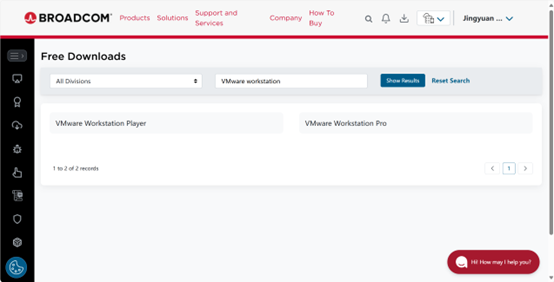 BROADCOM
Products
Solutions
Support and
Services
Company
How To
Buy
Jingyuan ...
Free Downloads
All Divisions
VMware workstation
Show Results
Reset Search
VMware Workstation Player
VMware Workstation Pro
1 to 2 of 2 records
1
Hi! How may I help you?